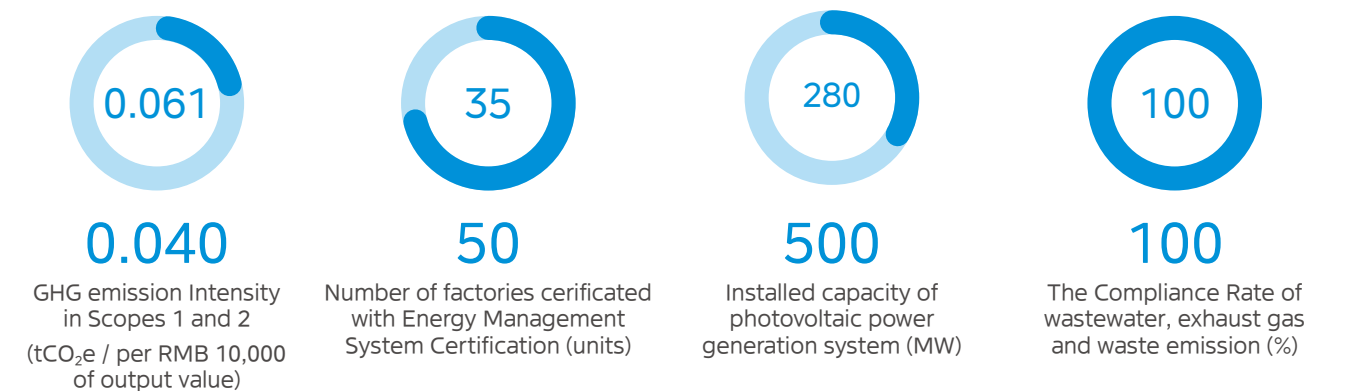 0.061
0.040
GHG emission Intensity
in Scopes 1 and 2
(tCO₂e / per RMB 10,000
of output value)
35
50
Number of factories cerificated
with Energy Management
System Certification (units)
280
500
Installed capacity of
photovoltaic power
generation system (MW)
100
100
The Compliance Rate of
wastewater, exhaust gas
and waste emission (%)